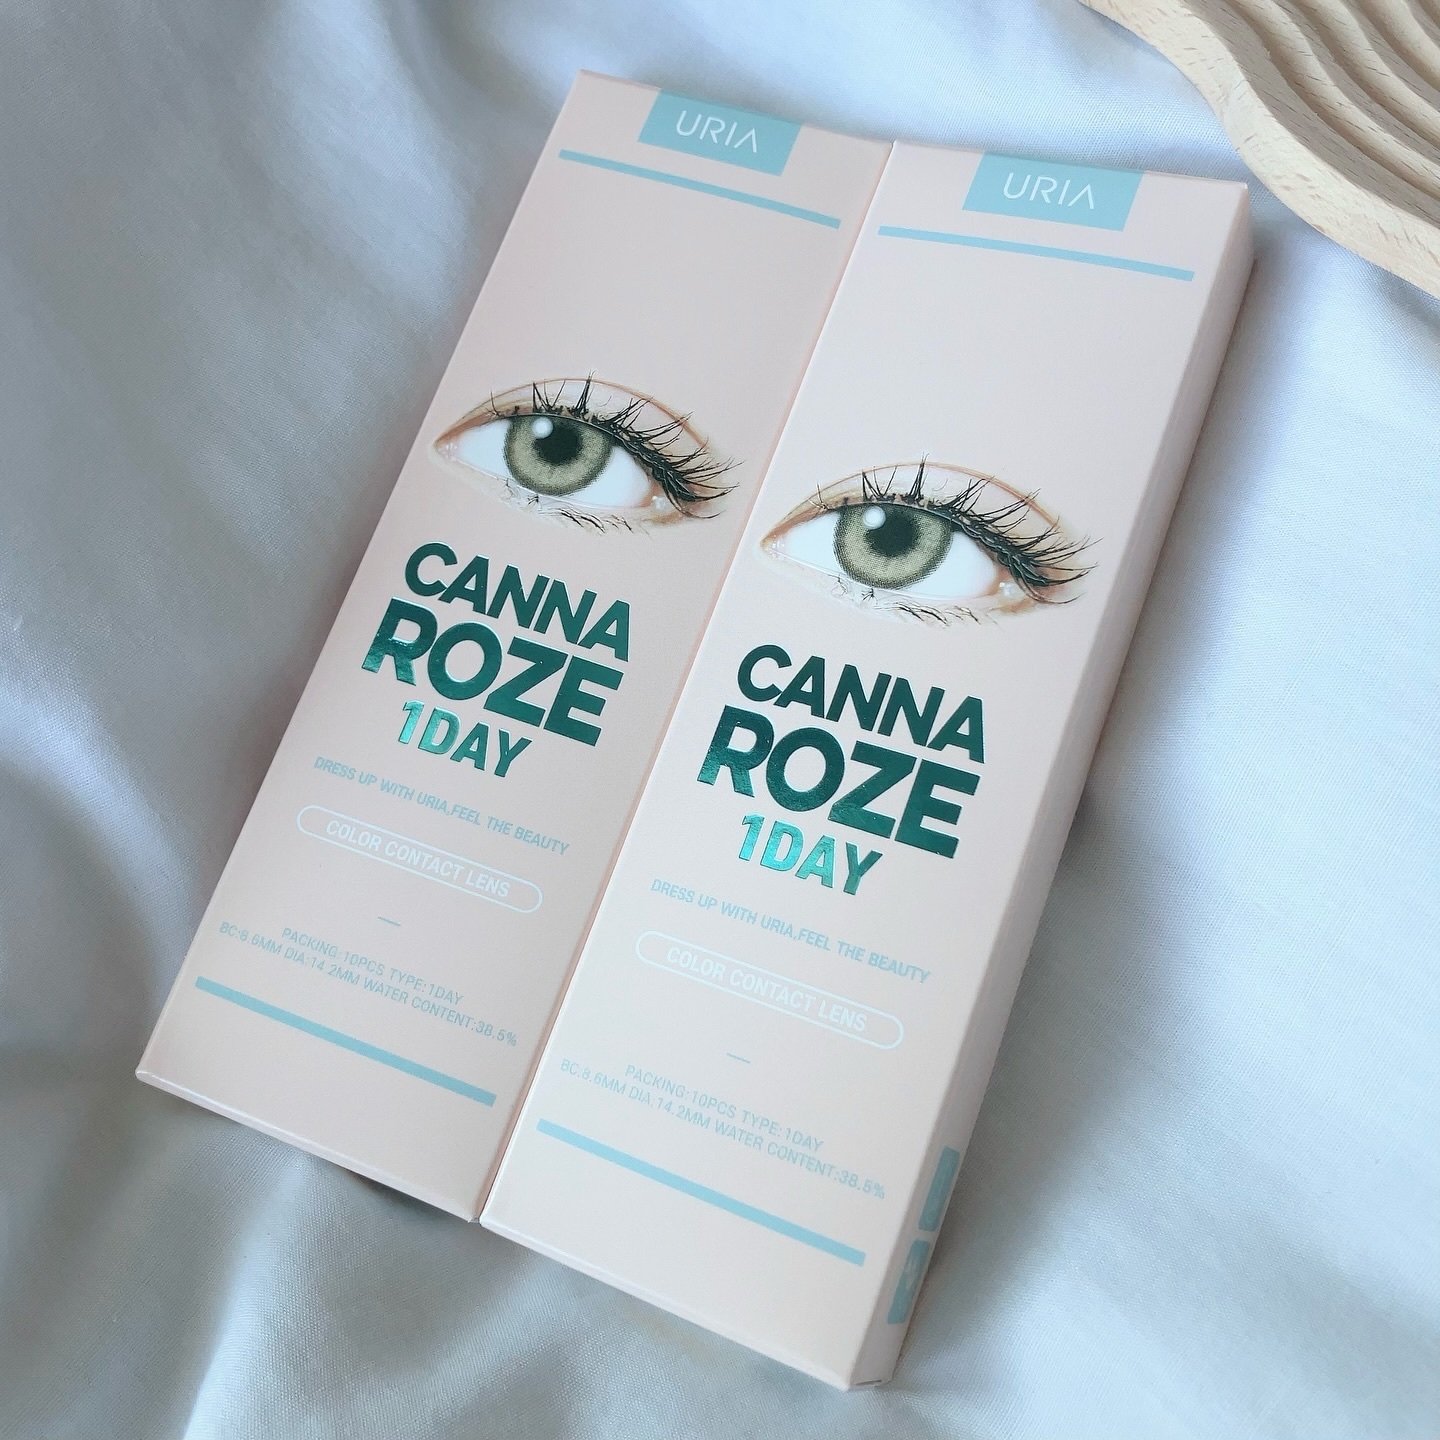 URIA
CANNA
ROZE
1DAY
DRESS UP WITH URIA,FEEL THE BEAUTY
COLOR CONTACT LENS
PACKING:10PCS TYPE:1DAY
BC:8.6MM DIA:14.2MM WATER CONTENT:38.5%
URIA
CANNA
ROZE
1DAY
DRESS UP WITH URIA,FEEL THE BEAUTY
COLOR CONTACT LENS
PACKING:10PCS TYPE:1DAY
BC:8.6MM DIA:14.2MM WATER CONTENT:38.5%